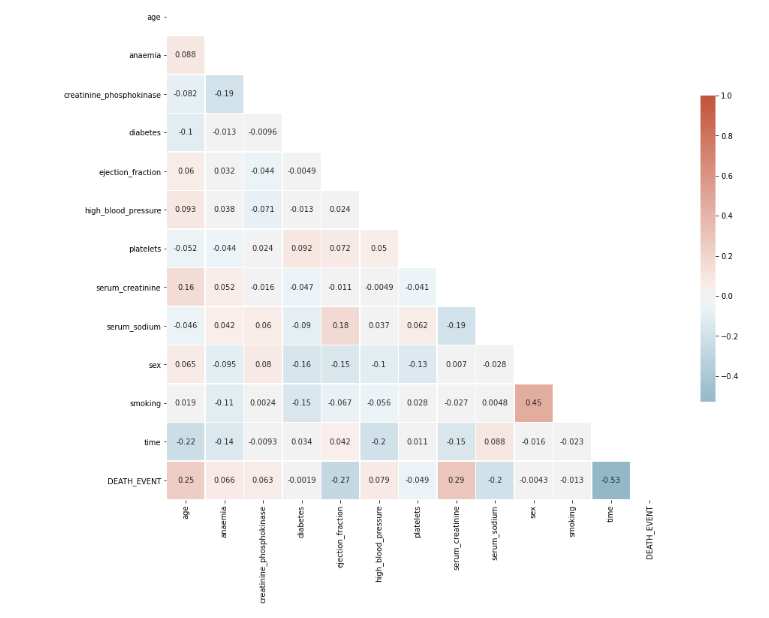 age
anaemia 0.088
creatinine_phosphokinase -0.082 -0.19
diabetes -0.1 -0.013 -0.0096
ejection_fraction 0.06 0.032 -0.044 -0.0049
high_blood_pressure 0.093 0.038 -0.071 -0.013 0.024
platelets -0.052 -0.044 0.024 0.092 0.072 0.05
serum_creatinine 0.16 0.052 -0.016 -0.047 -0.011 -0.0049 -0.041
serum_sodium -0.046 0.042 0.06 -0.09 0.18 0.037 0.062 -0.19
sex 0.065 -0.095 0.08 -0.16 -0.15 -0.1 -0.13 0.007 -0.028
smoking 0.019 -0.11 0.0024 -0.15 -0.067 -0.056 0.028 -0.027 0.0048 0.45
time -0.22 -0.14 -0.0093 0.034 0.042 -0.2 0.011 -0.15 0.088 -0.016 -0.023
DEATH_EVENT 0.25 0.066 0.063 -0.0019 -0.27 0.079 -0.049 0.29 -0.2 -0.0043 -0.013 -0.53
age
anaemia
creatinine_phosphokinase
diabetes
ejection_fraction
high_blood_pressure
platelets
serum_creatinine
serum_sodium
sex
smoking
time
DEATH_EVENT
1.0
0.8
0.6
0.4
0.2
0.0
−0.2
−0.4